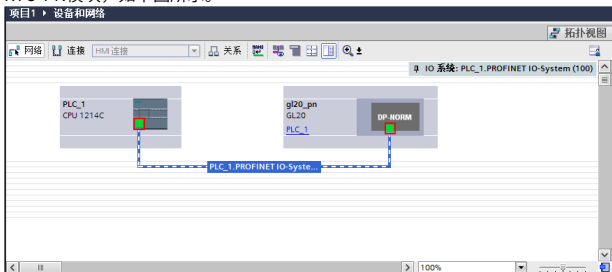 项目1 ▸ 设备和网络
拓扑视图
网络 连接 HMI 连接 关系
IO 系统: PLC_1.PROFINET IO-System (100)
PLC_1
CPU 1214C
gl20_pn
GL20
PLC_1
DP-NORM
PLC_1.PROFINET IO-Syste...
100%